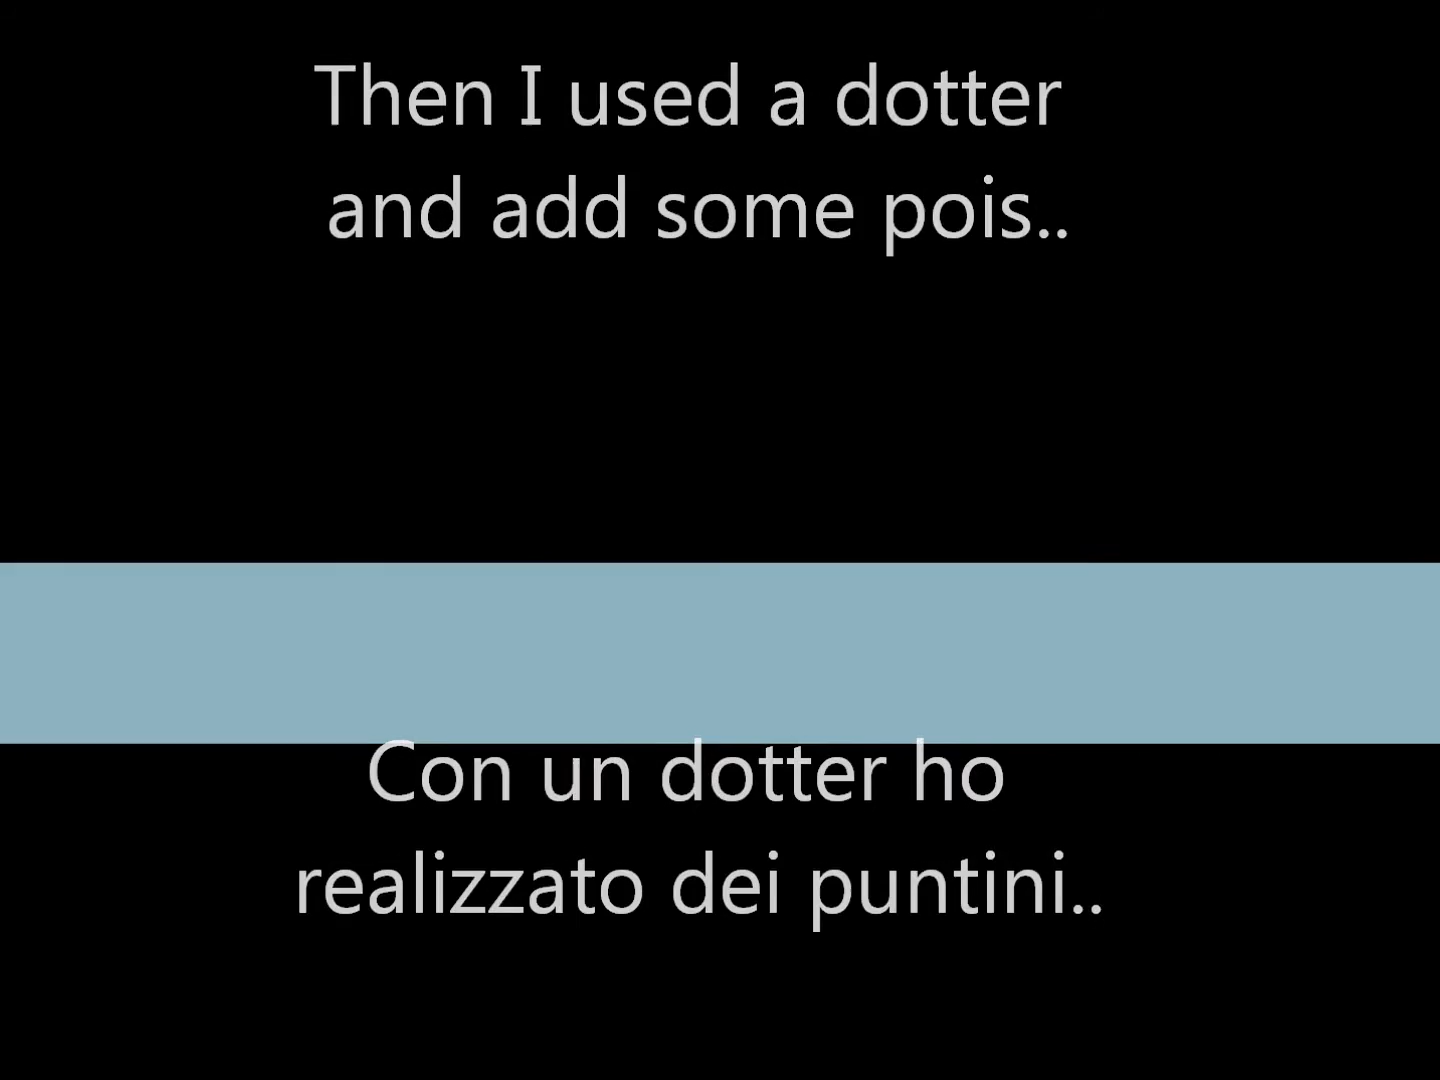 Then I used a dotter
and add some pois..
Con un dotter ho
realizzato dei puntini..